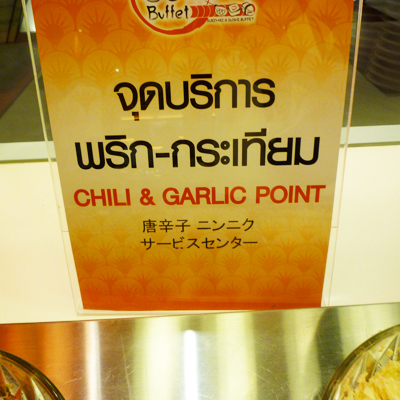 Buffet
จุดบริการ
พริก-กระเทียม
CHILI & GARLIC POINT
唐辛子 ニンニク
サービスセンター